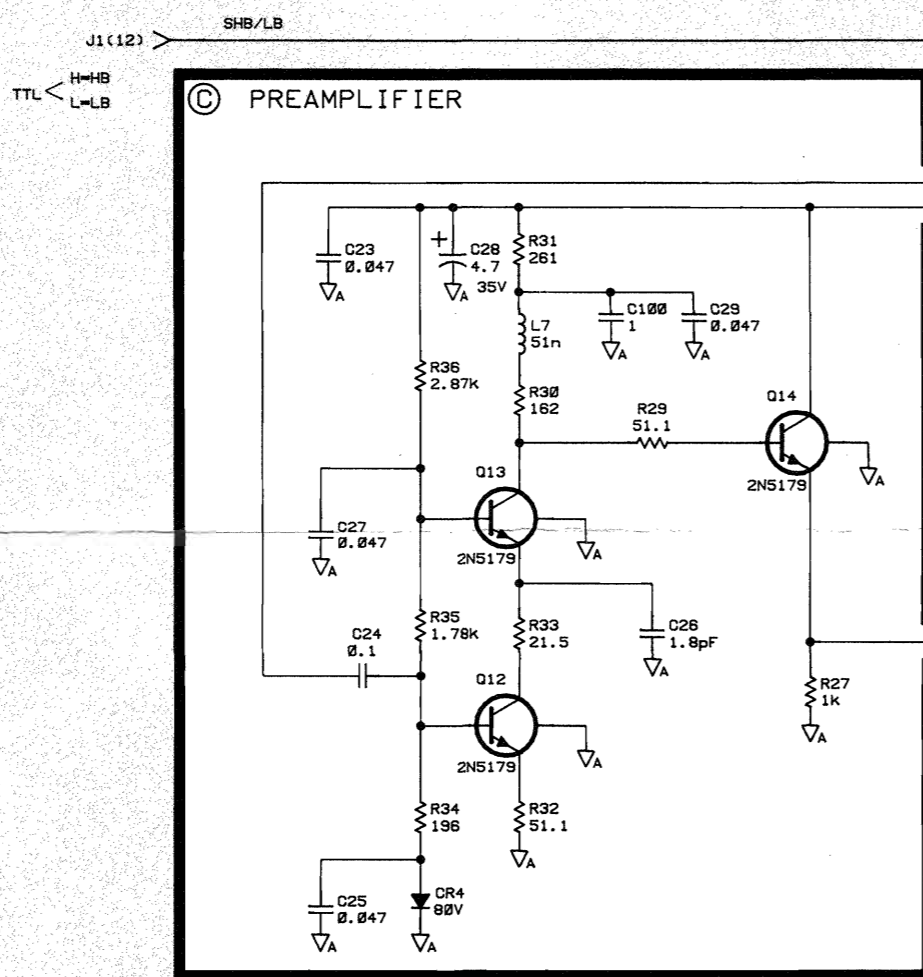 SHB/LB
J1(12)
TTL
H=HB
L=LB
C PREAMPLIFIER
C23
0.047
A
C28
4.7
35V
+
A
R31
261
C100
1
A
C29
0.047
A
L7
51n
R36
2.87k
R30
162
R29
51.1
Q14
2N5179
A
Q13
2N5179
A
C27
0.047
A
R35
1.78k
C24
0.1
R33
21.5
C26
1.8pF
A
Q12
2N5179
A
R27
1k
A
R34
196
R32
51.1
A
C25
0.047
A
CR4
80V
A